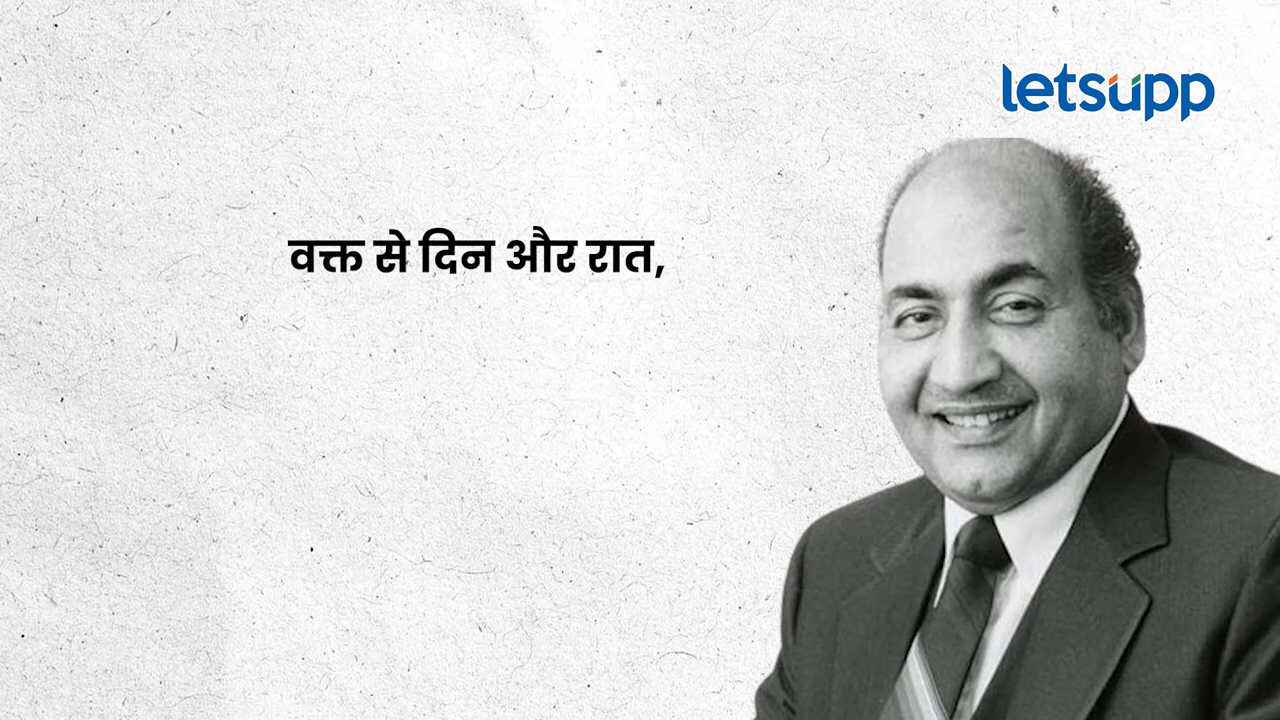 letsupp
वक्त से दिन और रात,